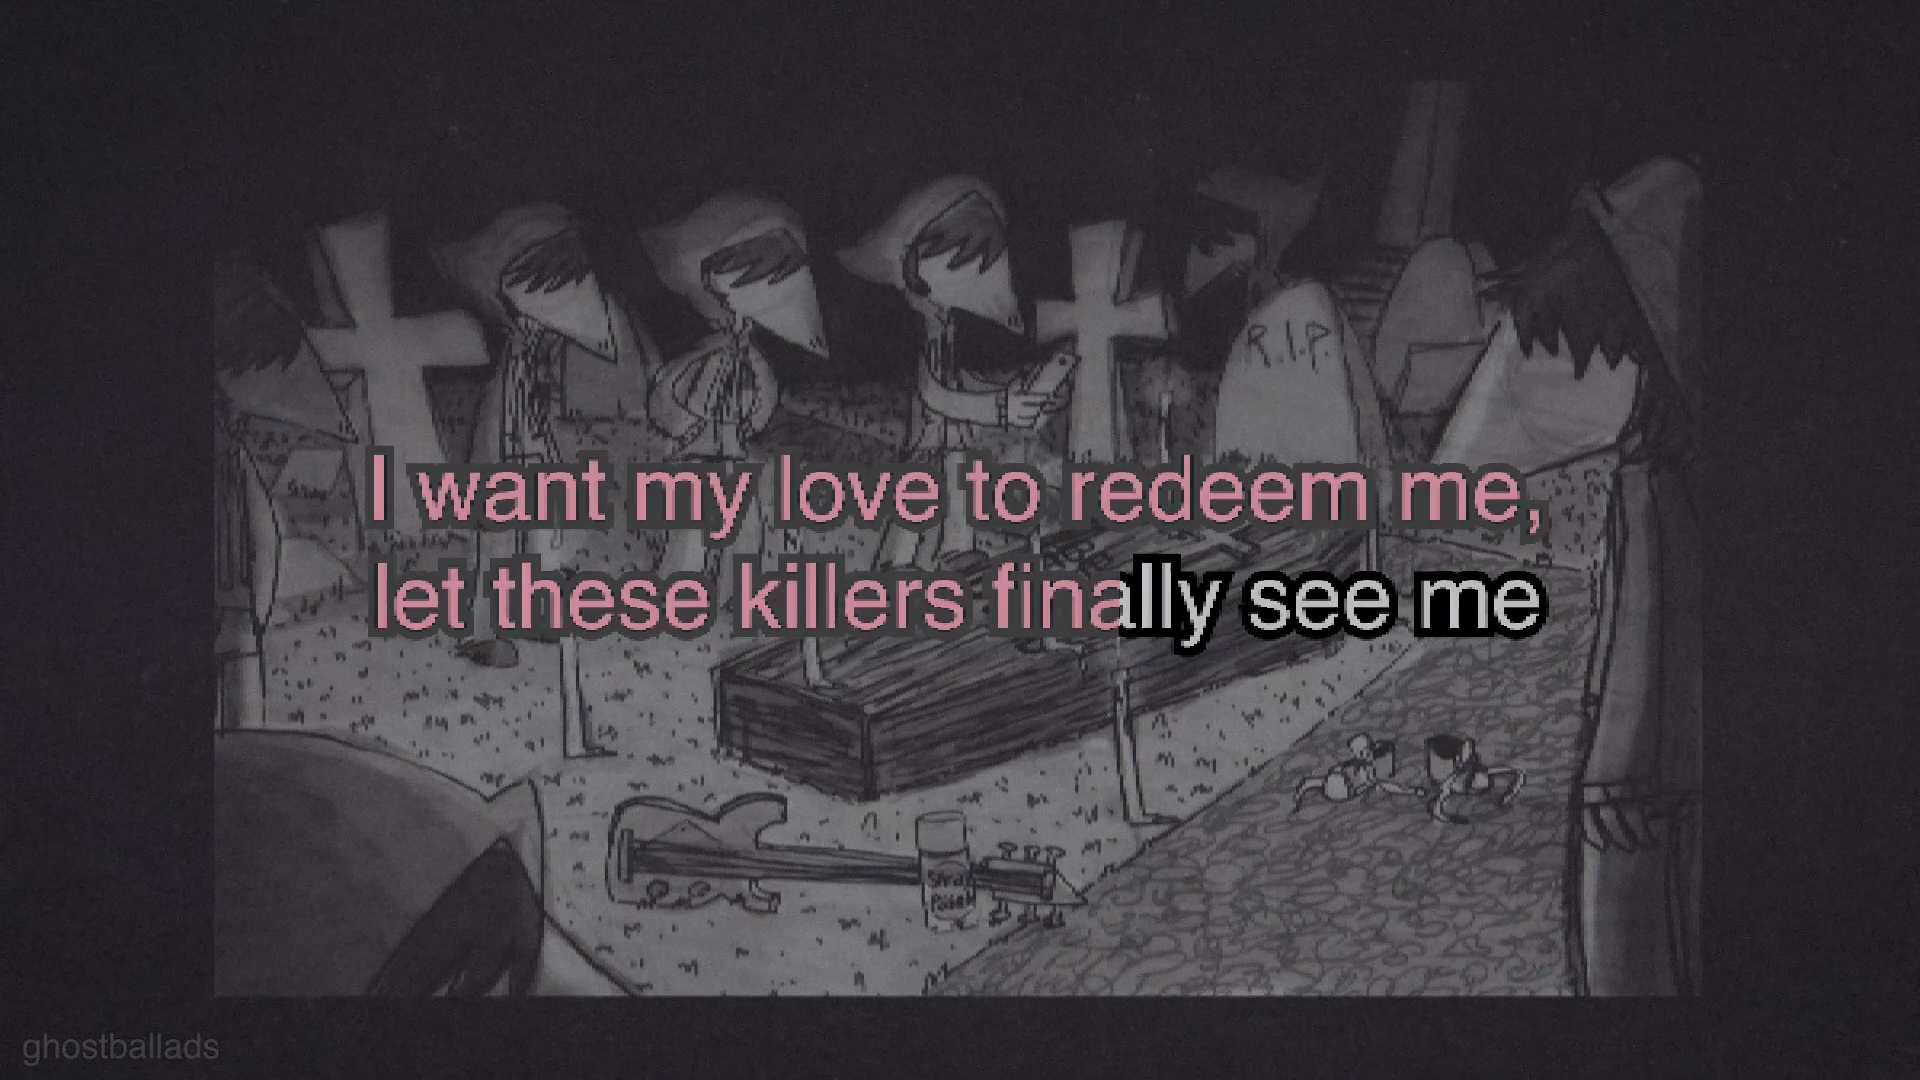 R.I.P.
I want my love to redeem me,
let these killers finally see me
ghostballads